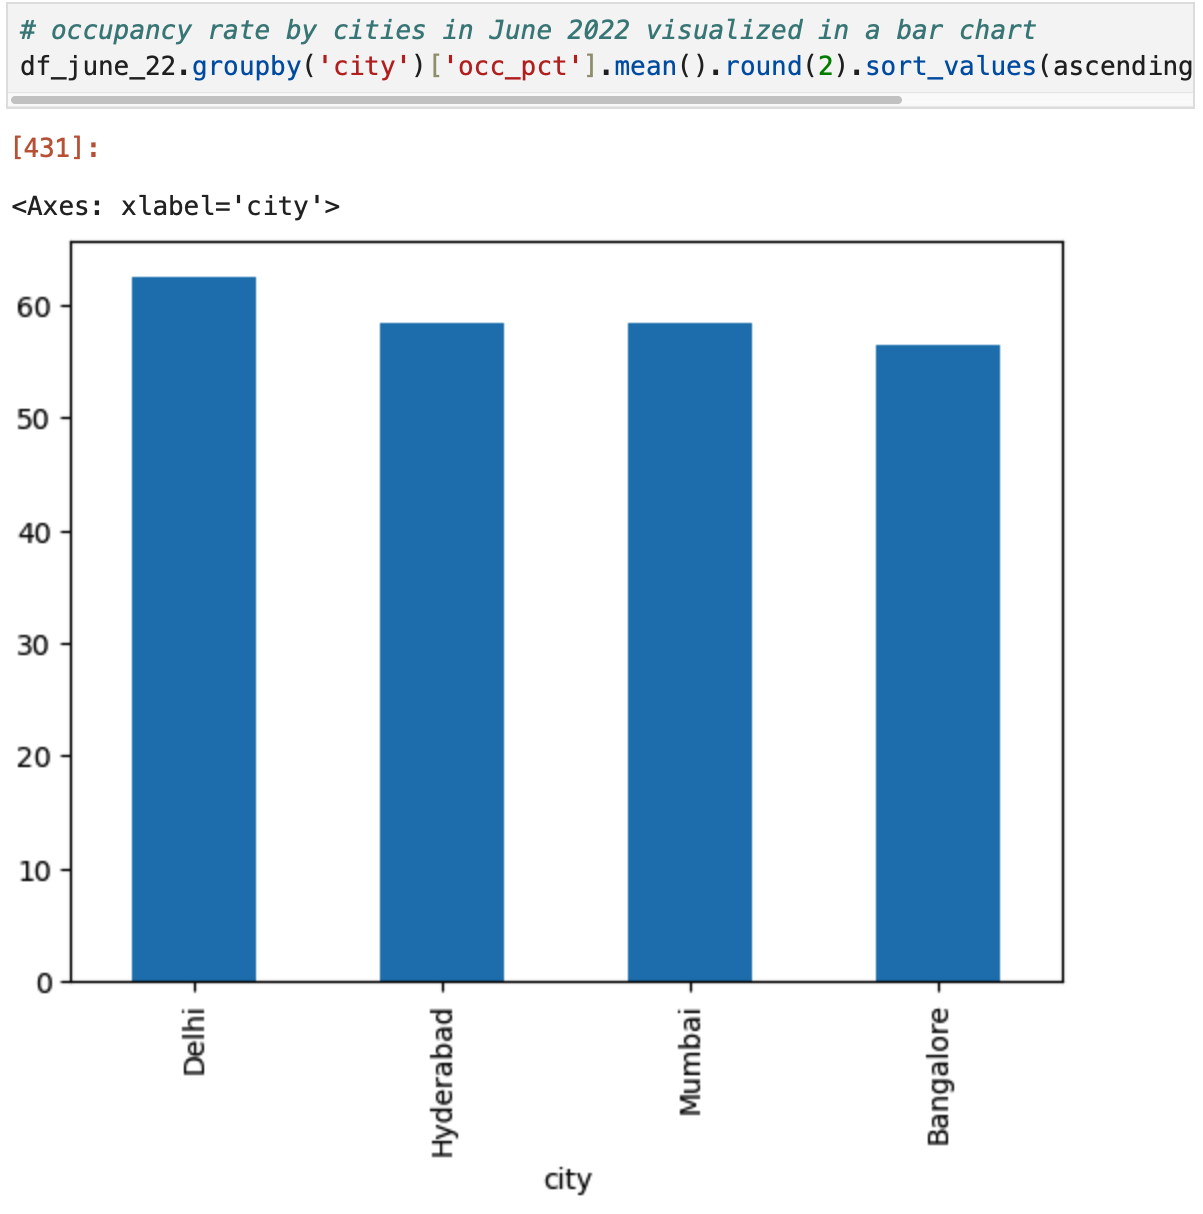 # occupancy rate by cities in June 2022 visualized in a bar chart
df_june_22.groupby('city')['occ_pct'].mean().round(2).sort_values(ascending
[431]:
<Axes: xlabel='city'>
60
50
40
30
20
10
0
Delhi
Hyderabad
Mumbai
Bangalore
city